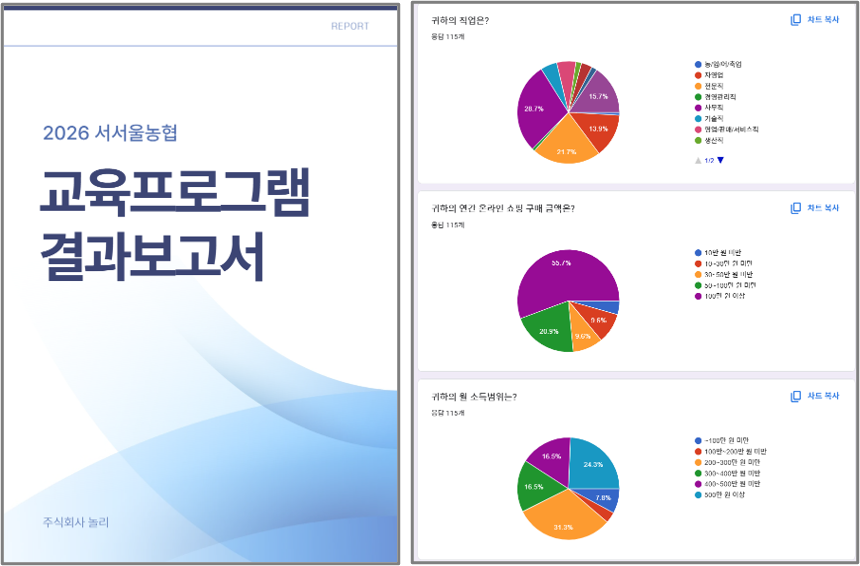 REPORT
2026 서서울농협
교육프로그램
결과보고서
주식회사 놀리
귀하의 직업은?
차트 복사
응답 115개
농/임/어/축업
자영업
전문직
경영관리직
사무직
기술직
영업/판매/서비스직
생산직
1/2
15.7%
13.9%
21.7%
28.7%
귀하의 연간 온라인 쇼핑 구매 금액은?
차트 복사
응답 115개
10만 원 미만
10~30만 원 미만
30~50만 원 미만
50~100만 원 미만
100만 원 이상
55.7%
9.6%
9.6%
20.9%
귀하의 월 소득범위는?
차트 복사
응답 115개
~100만 원 미만
100만~200만 원 미만
200~300만 원 미만
300~400만 원 미만
400~500만 원 미만
500만 원 이상
16.5%
24.3%
16.5%
7.8%
31.3%